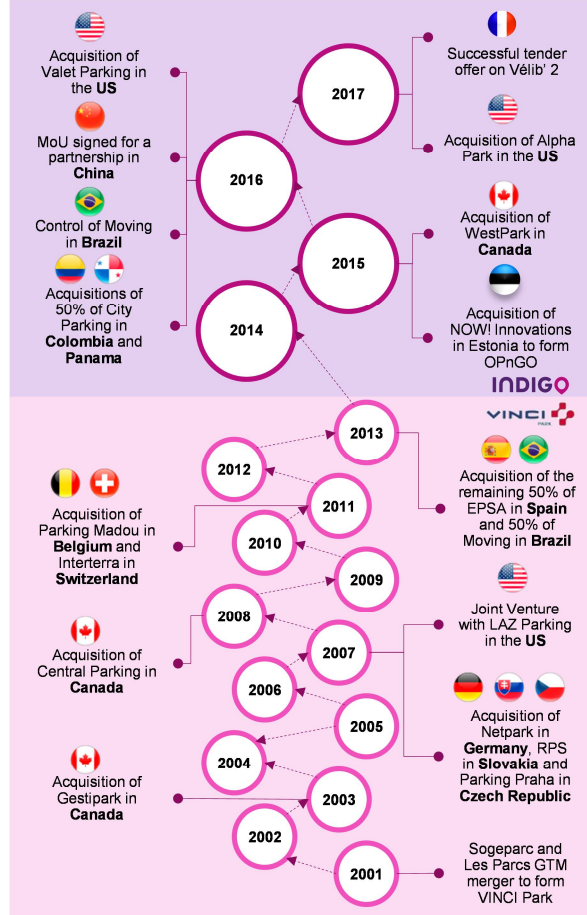 Acquisition of
Valet Parking in
the US
MoU signed for a
partnership in
China
Control of Moving
in Brazil
Acquisitions of
50% of City
Parking in
Colombia and
Panama
2017
2016
2015
2014
Successful tender
offer on Vélib' 2
Acquisition of Alpha
Park in the US
Acquisition of
WestPark in
Canada
Acquisition of
NOW! Innovations
in Estonia to form
OPnGO
INDIGO
VINCI
PARK
2013
2012
2011
2010
2009
2008
2007
2006
2005
2004
2003
2002
2001
Acquisition of
Parking Madou in
Belgium and
Interterra in
Switzerland
Acquisition of
Central Parking in
Canada
Acquisition of
Gestipark in
Canada
Acquisition of the
remaining 50% of
EPSA in Spain
and 50% of
Moving in Brazil
Joint Venture
with LAZ Parking
in the US
Acquisition of
Netpark in
Germany, RPS
in Slovakia and
Parking Praha in
Czech Republic
Sogeparc and
Les Parcs GTM
merger to form
VINCI Park